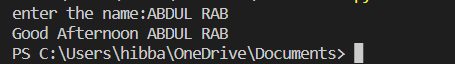 enter the name:ABDUL RAB
Good Afternoon ABDUL RAB
PS C:\Users\hibba\OneDrive\Documents>